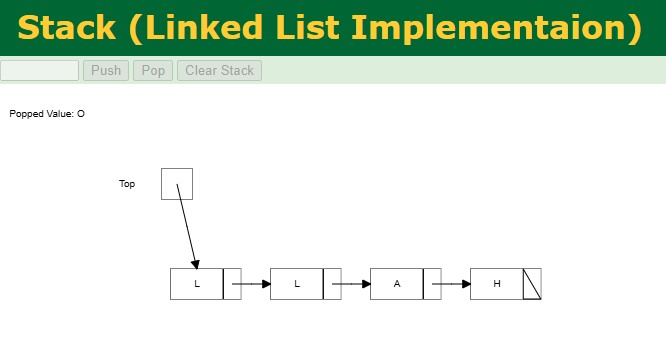 Stack (Linked List Implementaion)
Push Pop Clear Stack
Popped Value: O
Top
L L A H